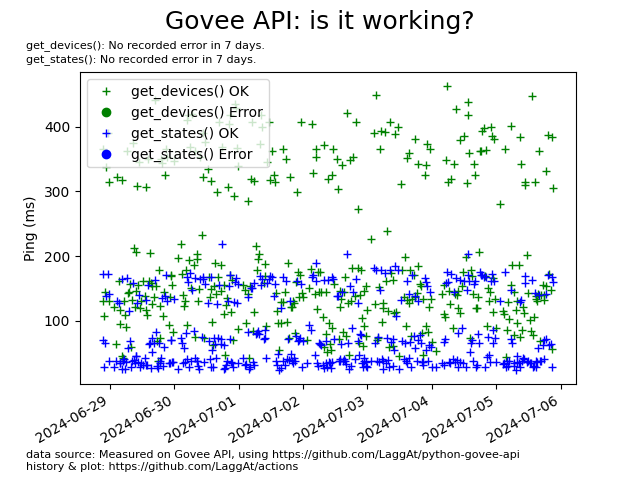 Govee API: is it working?
get_devices(): No recorded error in 7 days.
get_states(): No recorded error in 7 days.
get_devices() OK
get_devices() Error
get_states() OK
get_states() Error
Ping (ms)
400
300
200
100
2024-06-29
2024-06-30
2024-07-01
2024-07-02
2024-07-03
2024-07-04
2024-07-05
2024-07-06
data source: Measured on Govee API, using https://github.com/LaggAt/python-govee-api
history & plot: https://github.com/LaggAt/actions